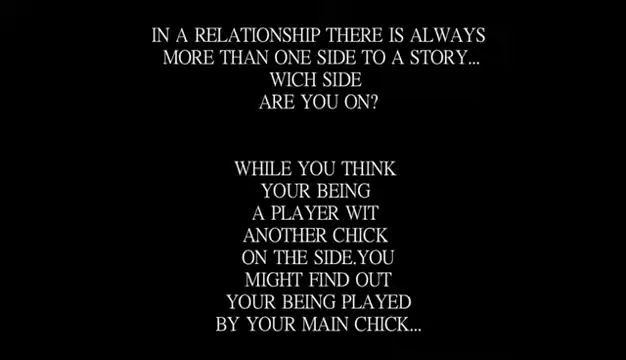 IN A RELATIONSHIP THERE IS ALWAYS
MORE THAN ONE SIDE TO A STORY...
WICH SIDE
ARE YOU ON?
WHILE YOU THINK
YOUR BEING
A PLAYER WIT
ANOTHER CHICK
ON THE SIDE.YOU
MIGHT FIND OUT
YOUR BEING PLAYED
BY YOUR MAIN CHICK...